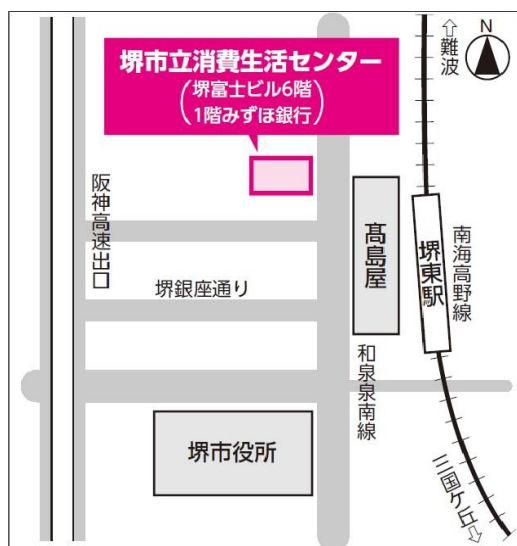 堺市立消費生活センター
(堺富士ビル6階
1階みずほ銀行)
⇧難波
N
阪神高速出口
髙島屋
堺東駅
南海高野線
堺銀座通り
和泉泉南線
堺市役所
三国ケ丘⇨